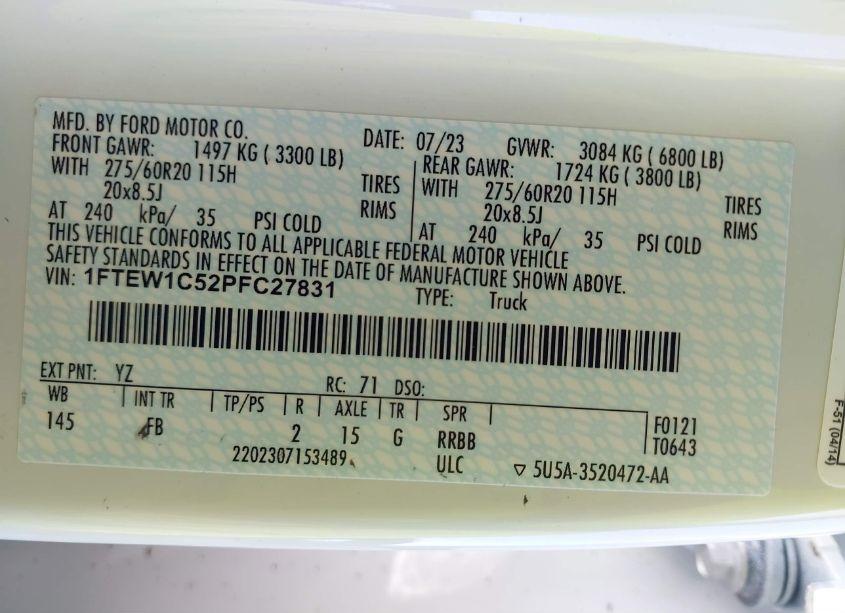 MFD. BY FORD MOTOR CO.
DATE: 07/23 GVWR: 3084 KG ( 6800 LB)
FRONT GAWR: 1497 KG ( 3300 LB)
WITH 275/60R20 115H TIRES
20x8.5J RIMS
AT 240 kPa/ 35 PSI COLD
REAR GAWR: 1724 KG ( 3800 LB)
WITH 275/60R20 115H TIRES
20x8.5J RIMS
AT 240 kPa/ 35 PSI COLD
THIS VEHICLE CONFORMS TO ALL APPLICABLE FEDERAL MOTOR VEHICLE
SAFETY STANDARDS IN EFFECT ON THE DATE OF MANUFACTURE SHOWN ABOVE.
VIN: 1FTEW1C52PFC27831 TYPE: Truck
EXT PNT: YZ RC: 71 DSO:
WB | INT TR | TP/PS | R | AXLE | TR | SPR
145 FB 2 15 G RRBB
F0121
T0643
2202307153489 ULC ▽ 5U5A-3520472-AA
F-51 (04/14)